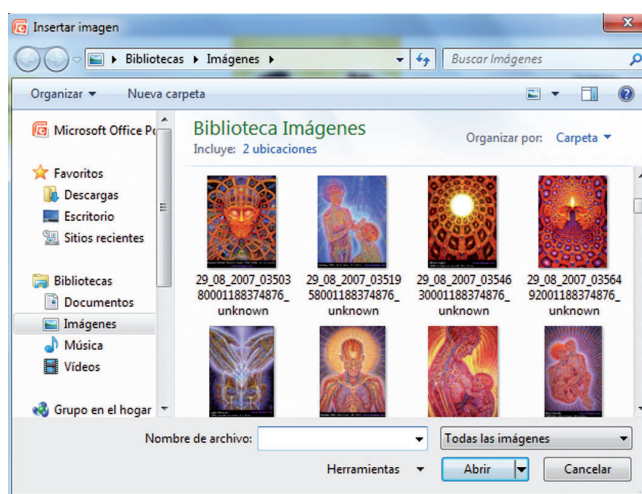 Insertar imagen
Bibliotecas Imágenes
Buscar Imágenes
Organizar Nueva carpeta
Microsoft Office Po
Favoritos
Descargas
Escritorio
Sitios recientes
Bibliotecas
Documentos
Imágenes
Música
Vídeos
Grupo en el hogar
Biblioteca Imágenes
Incluye: 2 ubicaciones
Organizar por: Carpeta
29_08_2007_03503
80001188374876_
unknown
29_08_2007_03519
58001188374876_
unknown
29_08_2007_03546
30001188374876_
unknown
29_08_2007_03564
92001188374876_
unknown
Nombre de archivo:
Todas las imágenes
Herramientas Abrir Cancelar